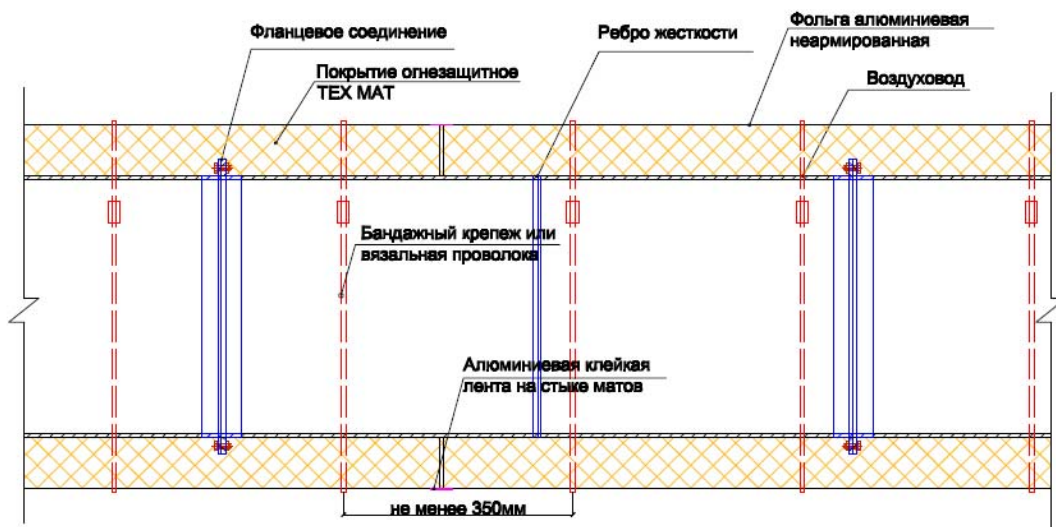 Фланцевое соединение
Ребро жесткости
Фольга алюминиевая
неармированная
Покрытие огнезащитное
ТЕХ МАТ
Воздуховод
Бандажный крепеж или
вязальная проволока
Алюминиевая клейкая
лента на стыке матов
не менее 350мм